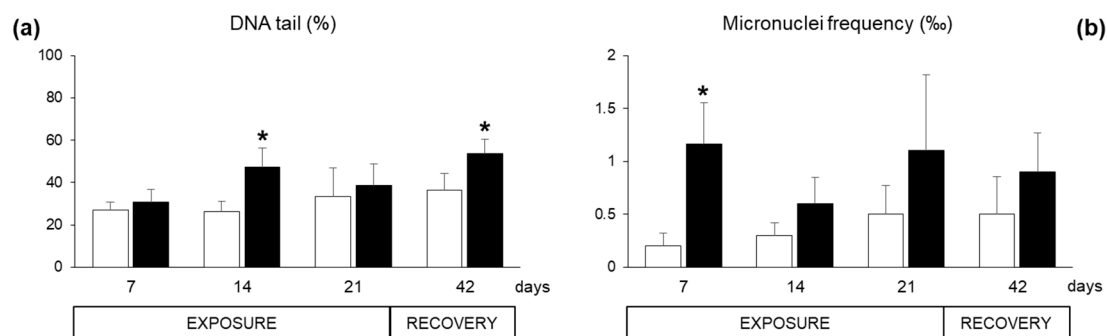 (a)
DNA tail (%)
100
80
60
40
20
0
*
*
7 14 21 42 days
EXPOSURE RECOVERY
Micronuclei frequency (‰)
(b)
2
1.5
1
0.5
0
*
7 14 21 42 days
EXPOSURE RECOVERY